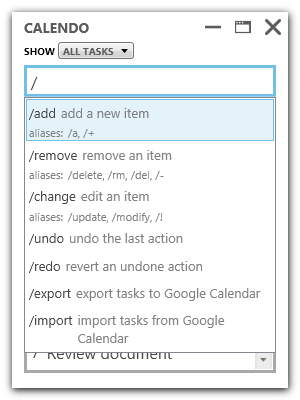 CALENDO
SHOW ALL TASKS
/
/add add a new item
aliases: /a, /+
/remove remove an item
aliases: /delete, /rm, /del, /-
/change edit an item
aliases: /update, /modify, /!
/undo undo the last action
/redo revert an undone action
/export export tasks to Google Calendar
/import import tasks from Google
Calendar
Review document